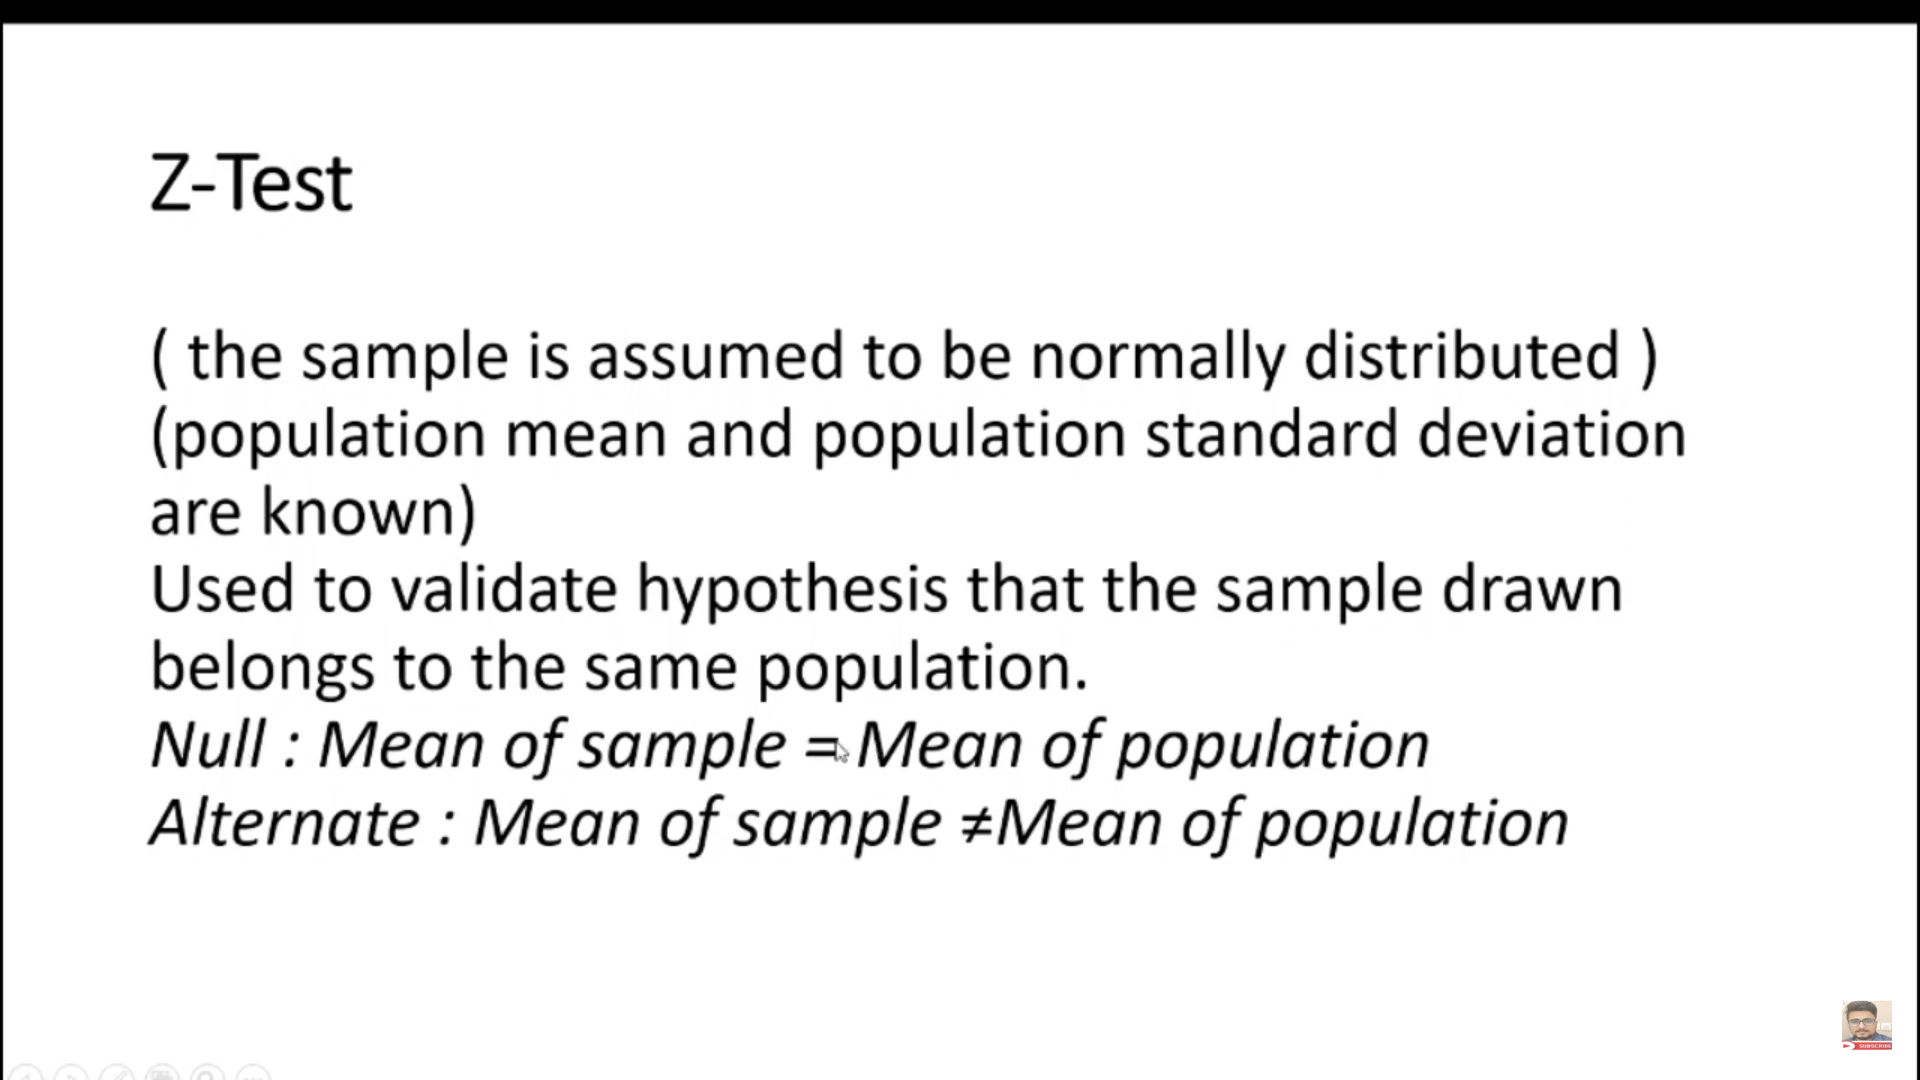 Z-Test
( the sample is assumed to be normally distributed )
(population mean and population standard deviation
are known)
Used to validate hypothesis that the sample drawn
belongs to the same population.
Null : Mean of sample = Mean of population
Alternate : Mean of sample ≠Mean of population
SUBSCRIBE